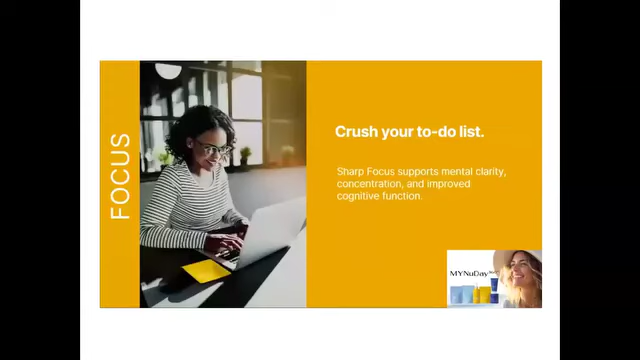 FOCUS
Crush your to-do list.
Sharp Focus supports mental clarity,
concentration, and improved
cognitive function.
MYNuDay